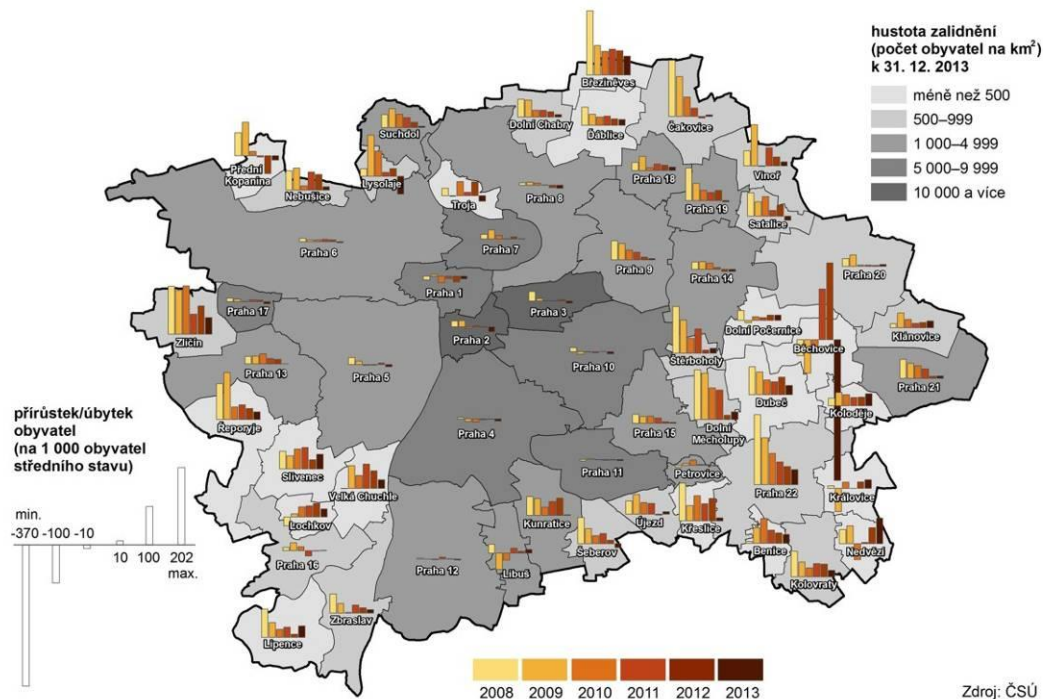 hustota zalidnění
(počet obyvatel na km²)
k 31. 12. 2013
méně než 500
500–999
1 000–4 999
5 000–9 999
10 000 a více
Březiněves
Dolní Chabry
Ďáblice
Čakovice
Suchdol
Přední
Kopanina
Nebušice
Lysolaje
Troja
Praha 8
Praha 18
Vinoř
Praha 19
Satalice
Praha 6
Praha 7
Praha 9
Praha 14
Praha 20
Praha 1
Praha 17
Praha 3
Praha 2
Zličín
Dolní Počernice
Klánovice
Běchovice
Štěrboholy
Praha 13
Praha 5
Praha 10
Praha 21
Dubeč
Koloděje
Řeporyje
Praha 4
Praha 15
Dolní
Měcholupy
Slivenec
Praha 11
Petrovice
Velká Chuchle
Praha 22
Královice
Lochkov
Kunratice
Újezd
Křeslice
Šeberov
Benice
Nedvězí
Praha 16
Praha 12
Libuš
Kolovraty
Zbraslav
Lipence
přírůstek/úbytek
obyvatel
(na 1 000 obyvatel
středního stavu)
min.
-370 -100 -10
10 100 202
max.
2008 2009 2010 2011 2012 2013
Zdroj: ČSÚ